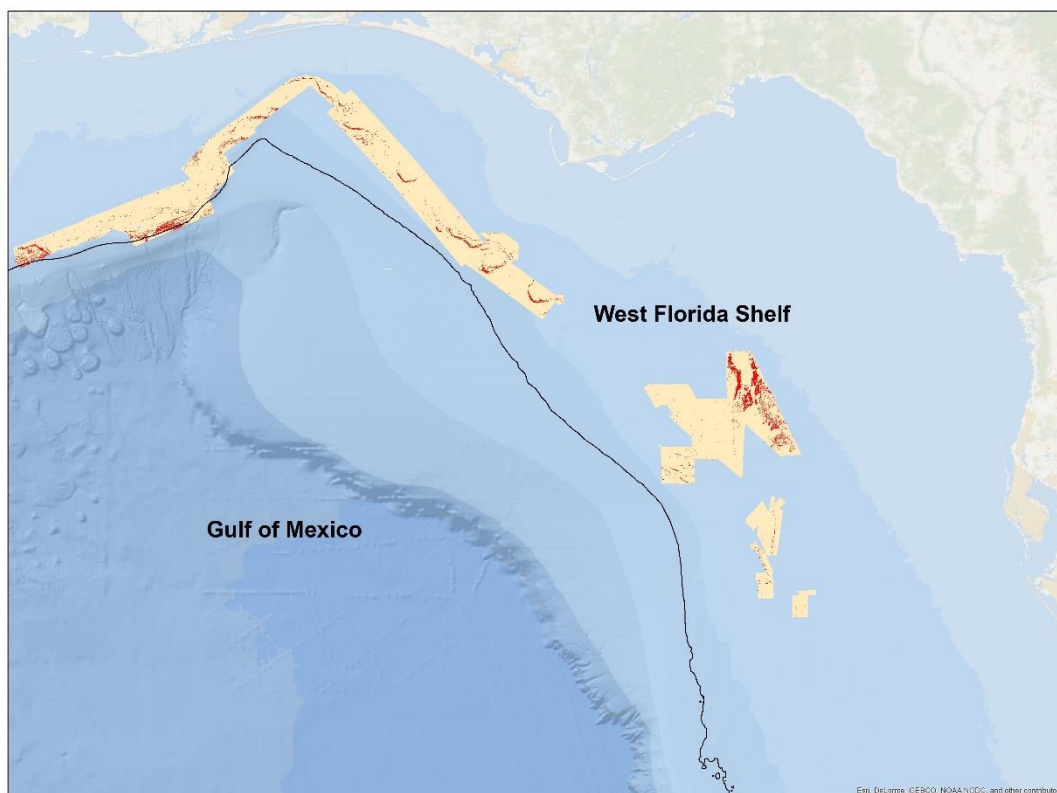 West Florida Shelf
Gulf of Mexico
Esri, DeLorme, GEBCO, NOAA NGDC, and other contributo